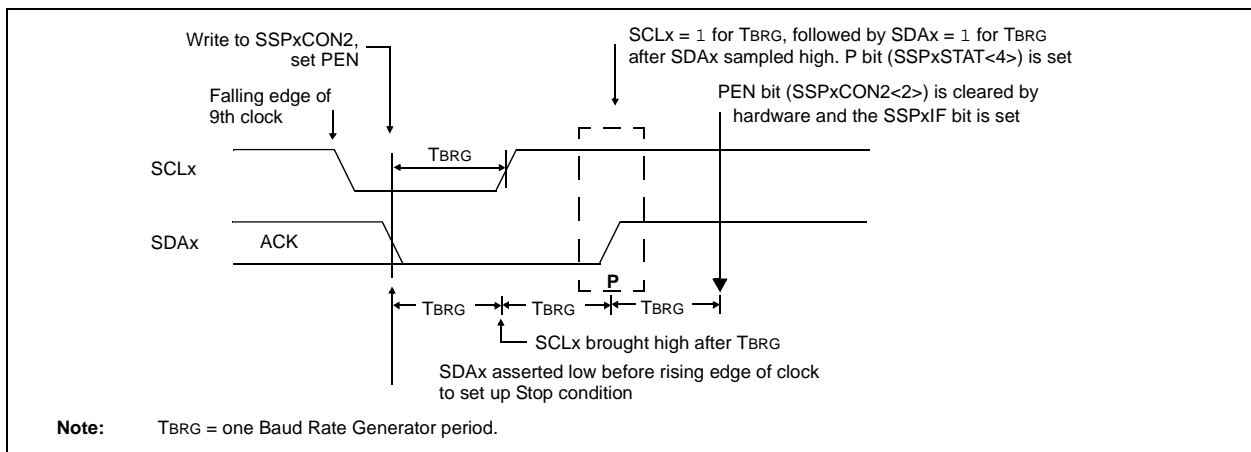 Write to SSPxCON2,
set PEN
SCLx = 1 for TBRG, followed by SDAx = 1 for TBRG
after SDAx sampled high. P bit (SSPxSTAT<4>) is set
Falling edge of
9th clock
PEN bit (SSPxCON2<2>) is cleared by
hardware and the SSPxIF bit is set
SCLx
TBRG
SDAx
ACK
P
TBRG
TBRG
TBRG
SCLx brought high after TBRG
SDAx asserted low before rising edge of clock
to set up Stop condition
Note: TBRG = one Baud Rate Generator period.